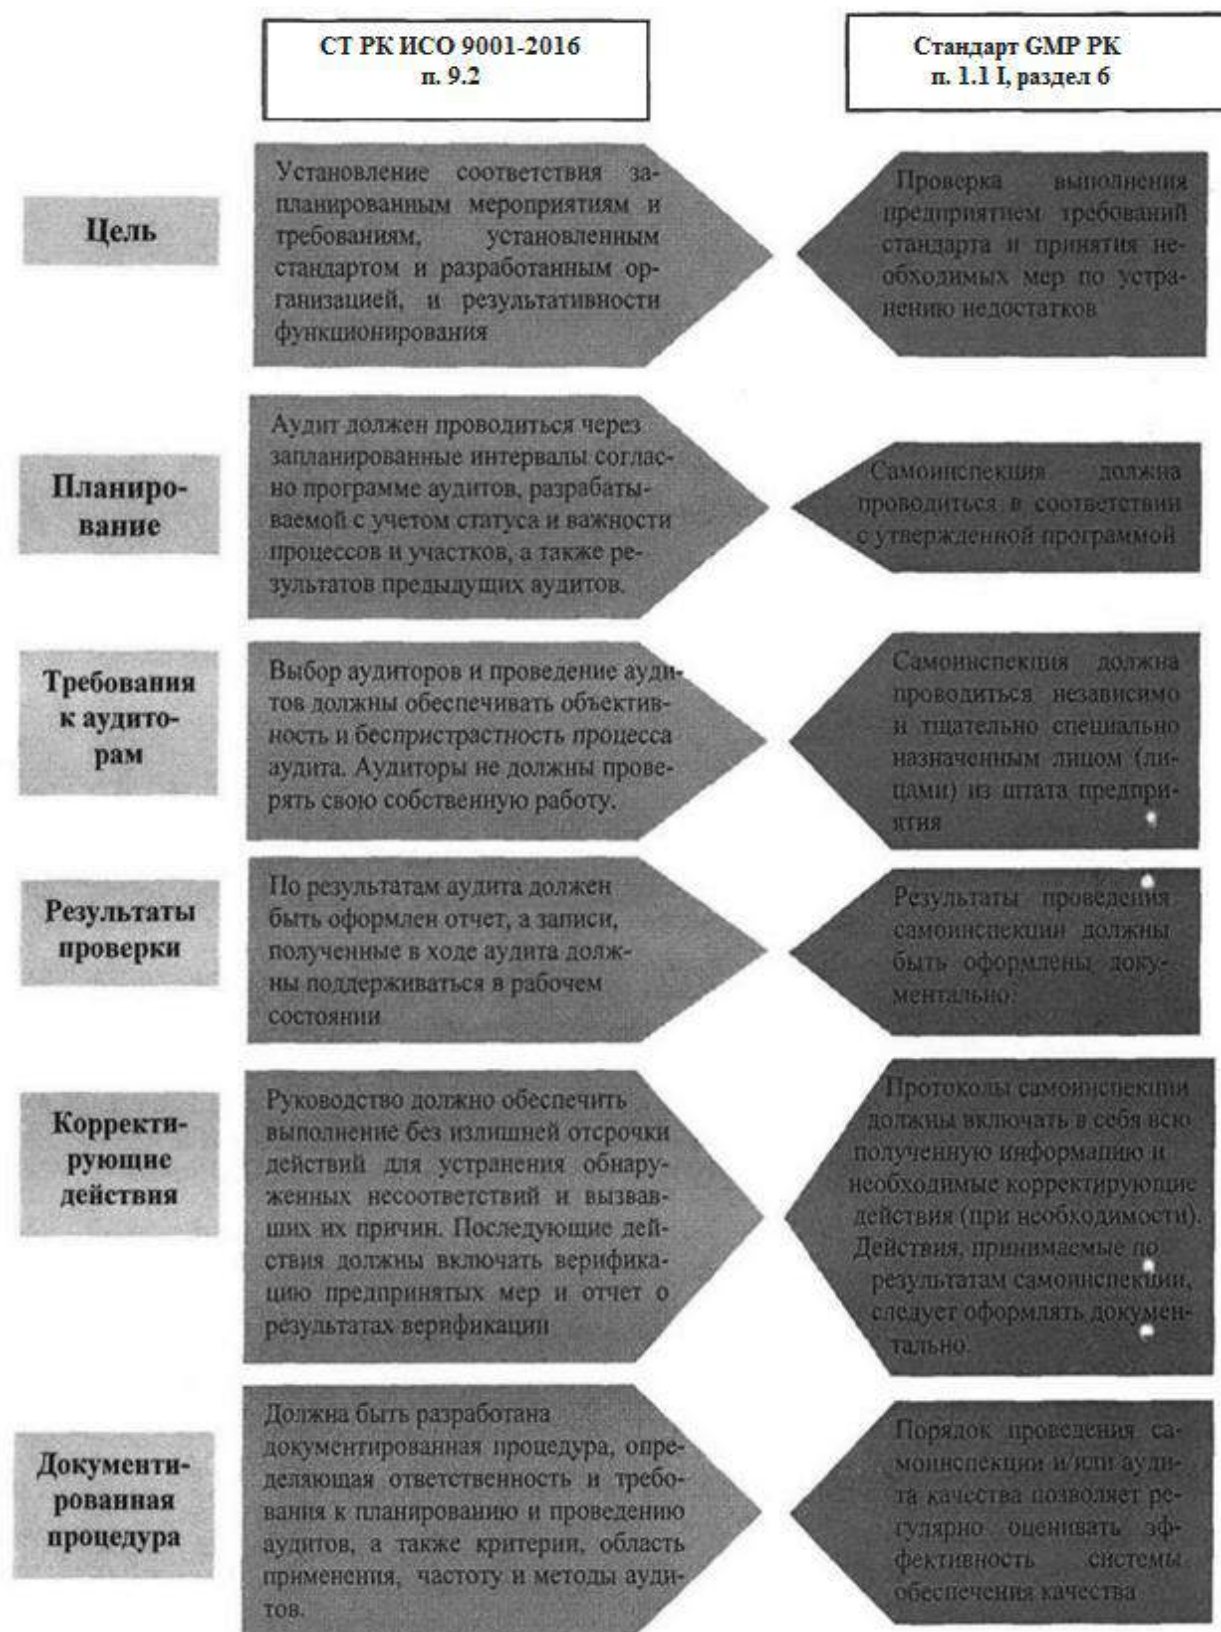 СТ РК ИСО 9001-2016
п. 9.2
Стандарт GMP РК
п. 1.1 I, раздел 6
Цель
Установление соответствия за-
планированным мероприятиям и
требованиям, установленным
стандартом и разработанным ор-
ганизацией, и результативности
функционирования
Проверка выполнения
предприятием требований
стандарта и принятия не-
обходимых мер по устра-
нению недостатков
Планиро-
вание
Аудит должен проводиться через
запланированные интервалы соглас-
но программе аудитов, разрабаты-
ваемой с учетом статуса и важности
процессов и участков, а также ре-
зультатов предыдущих аудитов.
Самоинспекция должна
проводиться в соответствии
с утвержденной программой
Требования
к аудито-
рам
Выбор аудиторов и проведение ауди-
тов должны обеспечивать объектив-
ность и беспристрастность процесса
аудита. Аудиторы не должны прове-
рять свою собственную работу.
Самоинспекция должна
проводиться независимо
и тщательно специально
назначенным лицом (ли-
цами) из штата предпри-
ятия
Результаты
проверки
По результатам аудита должен
быть оформлен отчет, а записи,
полученные в ходе аудита долж-
ны поддерживаться в рабочем
состоянии
Результаты проведения
самоинспекции должны
быть оформлены доку-
ментально.
Корректи-
рующие
действия
Руководство должно обеспечить
выполнение без излишней отсрочки
действий для устранения обнару-
женных несоответствий и вызвав-
ших их причин. Последующие дей-
ствия должны включать верифика-
цию предпринятых мер и отчет о
результатах верификации
Протоколы самоинспекции
должны включать в себя всю
полученную информацию и
необходимые корректирующие
действия (при необходимости).
Действия, принимаемые по
результатам самоинспекции,
следует оформлять докумен-
тально.
Документи-
рованная
процедура
Должна быть разработана
документированная процедура, опре-
деляющая ответственность и требо-
вания к планированию и проведению
аудитов, а также критерии, область
применения, частоту и методы ауди-
тов.
Порядок проведения са-
моинспекции и/или ауди-
та качества позволяет ре-
гулярно оценивать эф-
фективность системы
обеспечения качества